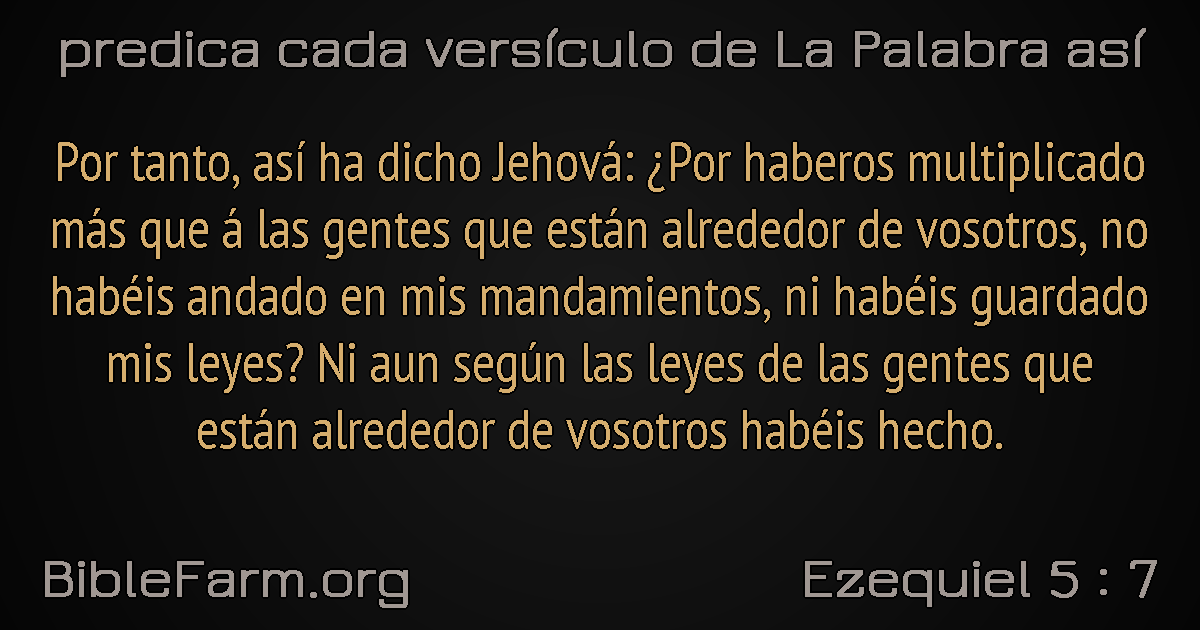 predica cada versículo de La Palabra así
Por tanto, así ha dicho Jehová: ¿Por haberos multiplicado
más que á las gentes que están alrededor de vosotros, no
habéis andado en mis mandamientos, ni habéis guardado
mis leyes? Ni aun según las leyes de las gentes que
están alrededor de vosotros habéis hecho.
BibleFarm.org
Ezequiel 5 : 7